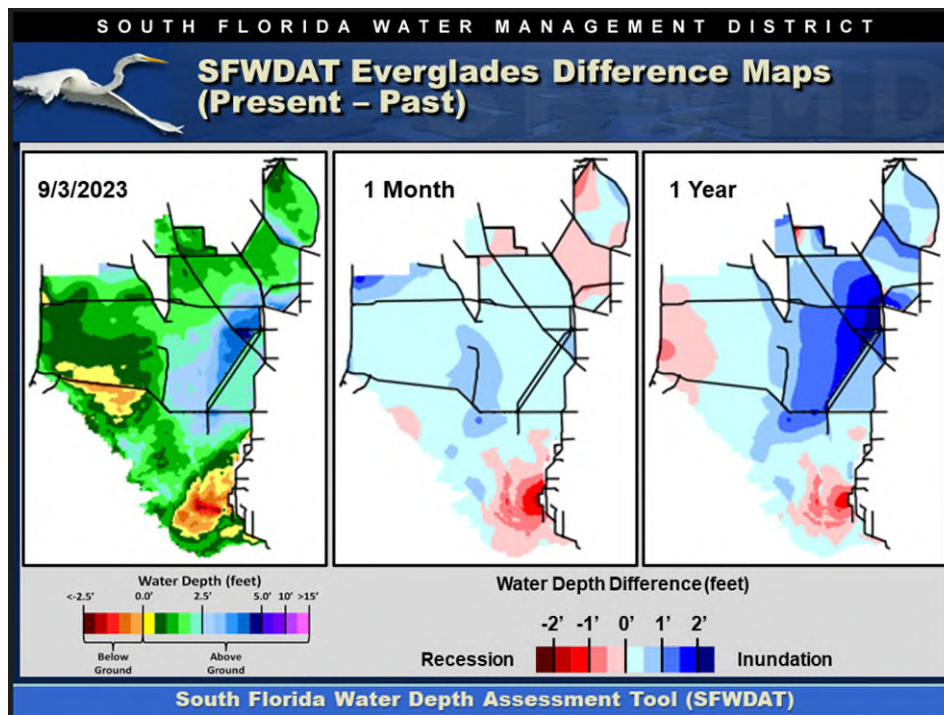 SOUTH FLORIDA WATER MANAGEMENT DISTRICT
SFWDAT Everglades Difference Maps
(Present – Past)
9/3/2023
1 Month
1 Year
Water Depth (feet)
<-2.5' 0.0' 2.5' 5.0' 10' >15'
Below
Ground
Above
Ground
Water Depth Difference (feet)
-2' -1' 0' 1' 2'
Recession
Inundation
South Florida Water Depth Assessment Tool (SFWDAT)